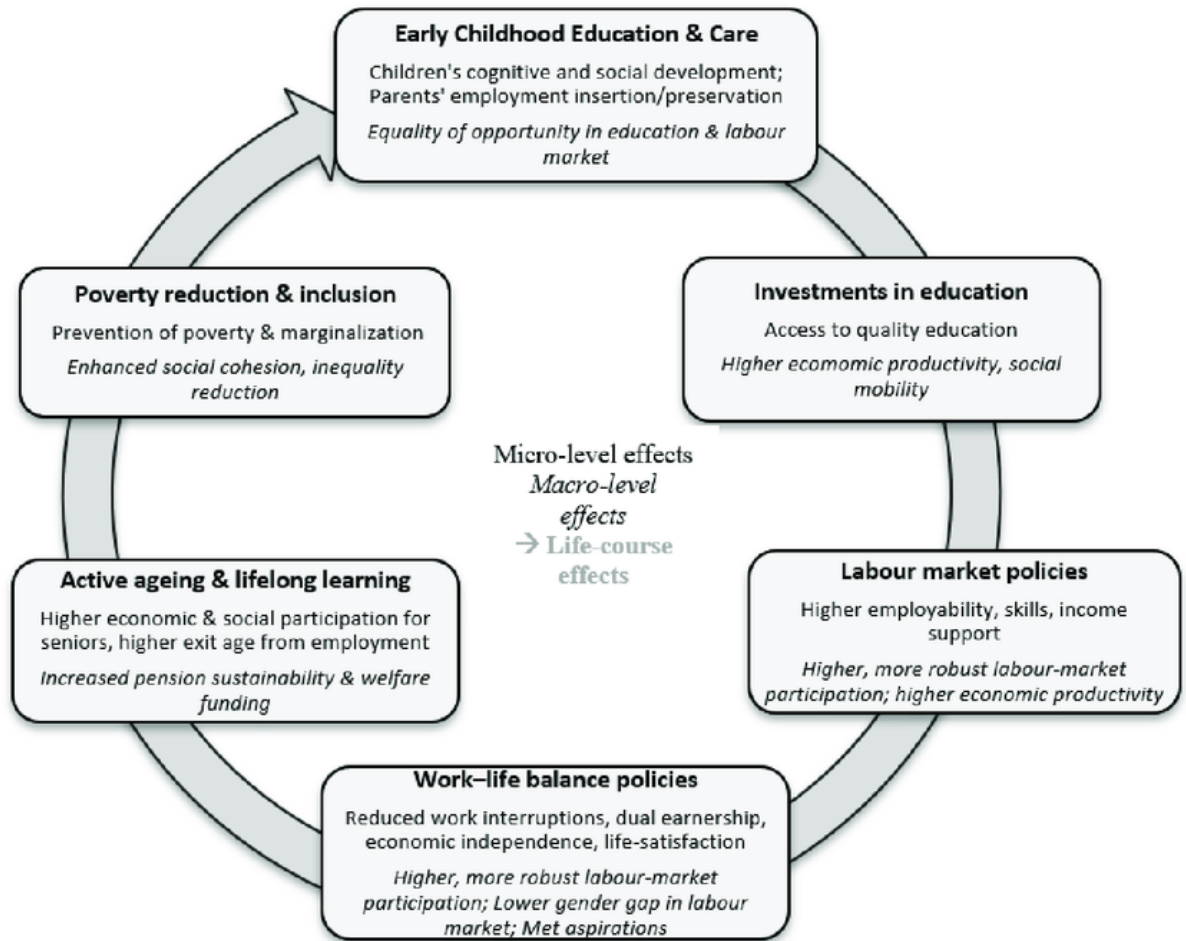 Early Childhood Education & Care
Children's cognitive and social development;
Parents' employment insertion/preservation
Equality of opportunity in education & labour
market
Investments in education
Access to quality education
Higher ecomomic productivity, social
mobility
Labour market policies
Higher employability, skills, income
support
Higher, more robust labour-market
participation; higher economic productivity
Work–life balance policies
Reduced work interruptions, dual earnership,
economic independence, life-satisfaction
Higher, more robust labour-market
participation; Lower gender gap in labour
market; Met aspirations
Active ageing & lifelong learning
Higher economic & social participation for
seniors, higher exit age from employment
Increased pension sustainability & welfare
funding
Poverty reduction & inclusion
Prevention of poverty & marginalization
Enhanced social cohesion, inequality
reduction
Micro-level effects
Macro-level
effects
→ Life-course
effects